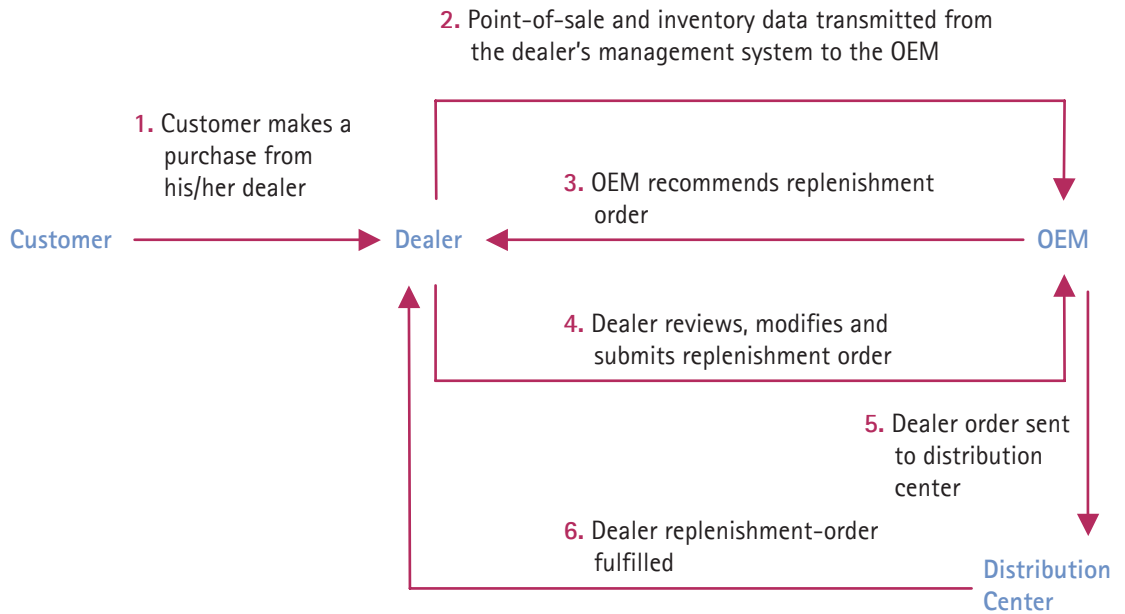 2. Point-of-sale and inventory data transmitted from
the dealer's management system to the OEM
1. Customer makes a
purchase from
his/her dealer
3. OEM recommends replenishment
order
Customer
Dealer
OEM
4. Dealer reviews, modifies and
submits replenishment order
5. Dealer order sent
to distribution
center
6. Dealer replenishment-order
fulfilled
Distribution
Center